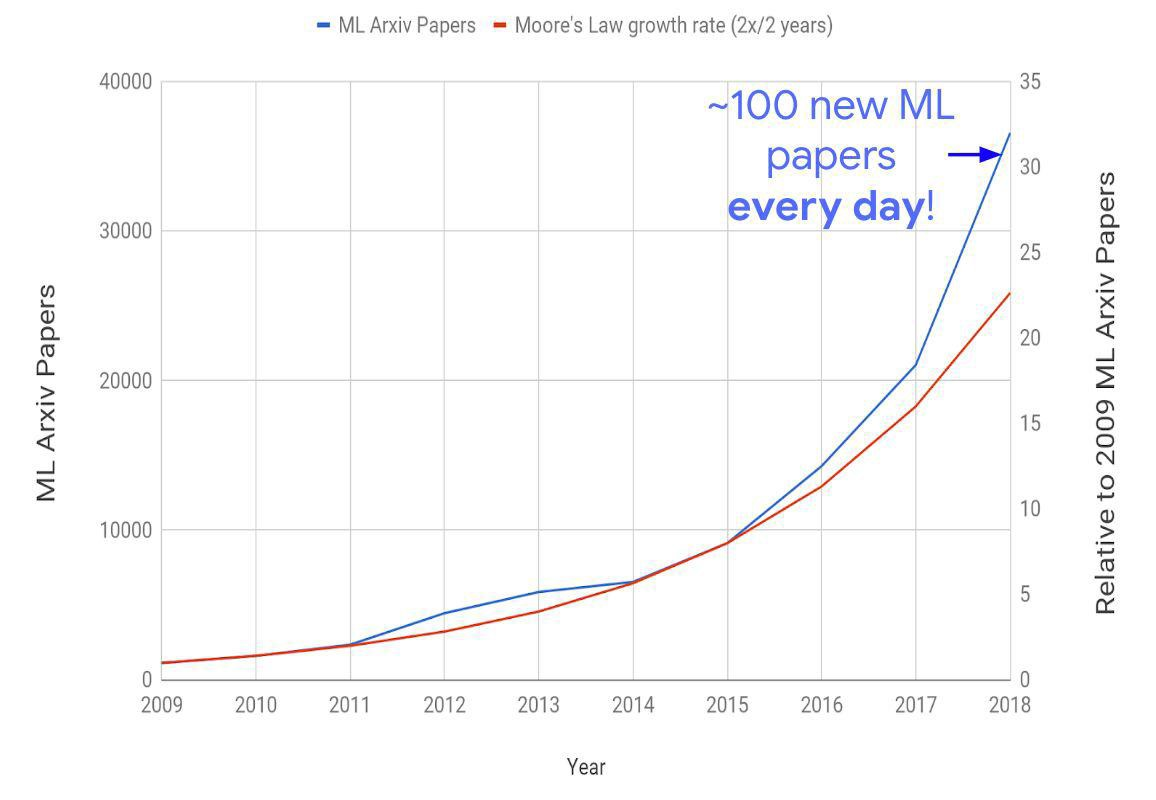 ML Arxiv Papers Moore's Law growth rate (2x/2 years)
40000
30000
20000
10000
0
ML Arxiv Papers
~100 new ML
papers
every day!
35
30
25
20
15
10
5
0
Relative to 2009 ML Arxiv Papers
2009 2010 2011 2012 2013 2014 2015 2016 2017 2018
Year